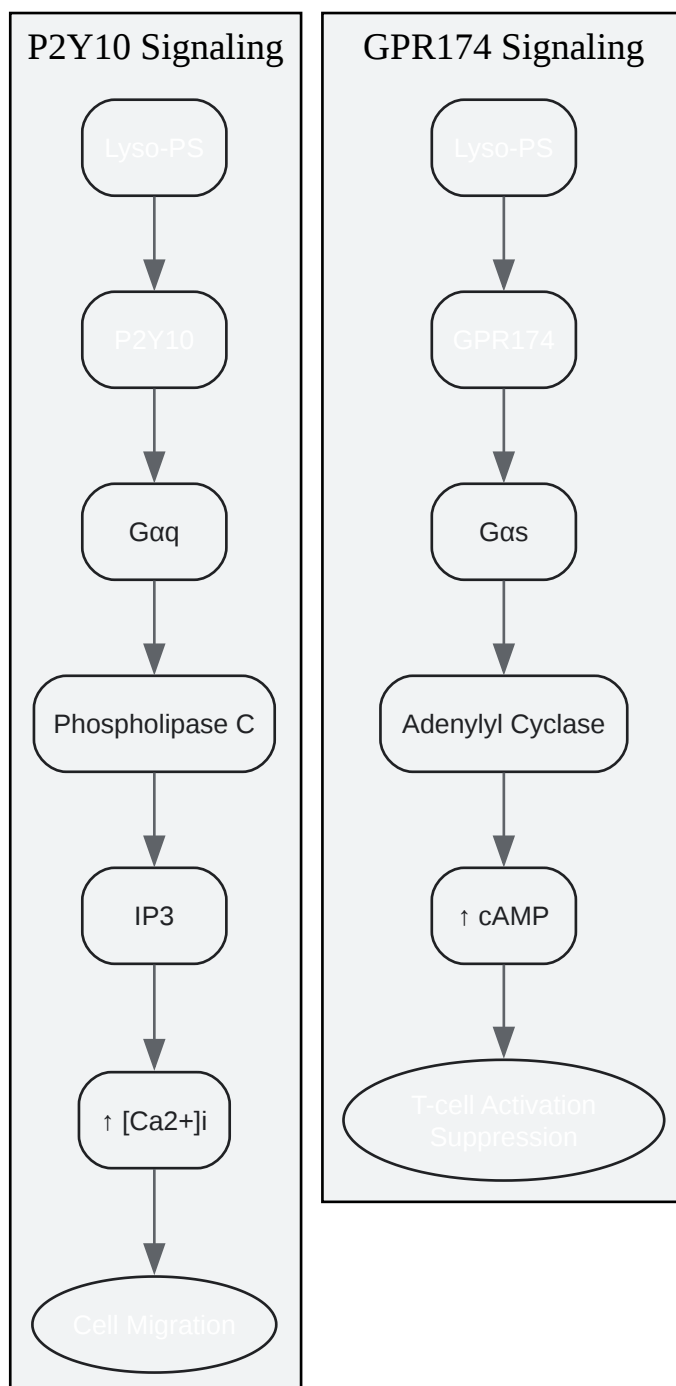 P2Y10 Signaling
Lyso-PS
P2Y10
Gαq
Phospholipase C
IP3
↑ [Ca2+]i
Cell Migration
GPR174 Signaling
Lyso-PS
GPR174
Gαs
Adenylyl Cyclase
↑ cAMP
T-cell Activation
Suppression